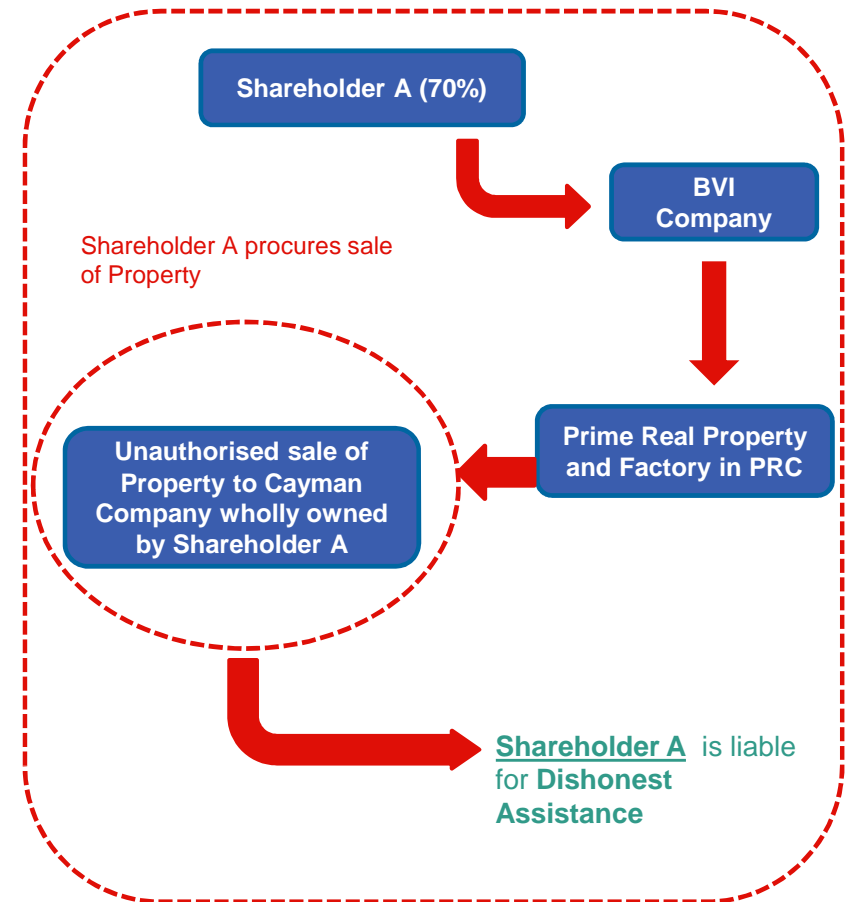 Shareholder A (70%)
BVI
Company
Shareholder A procures sale
of Property
Prime Real Property
and Factory in PRC
Unauthorised sale of
Property to Cayman
Company wholly owned
by Shareholder A
Shareholder A is liable
for Dishonest
Assistance